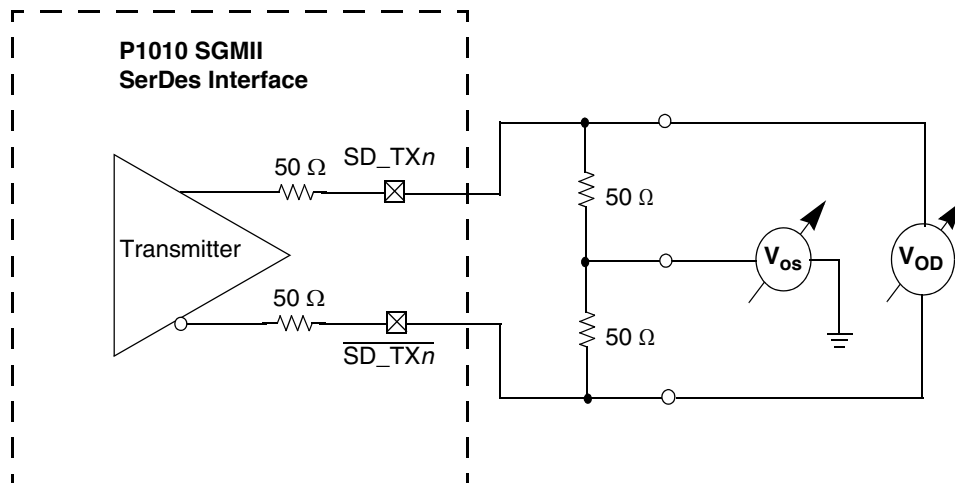 P1010 SGMII
SerDes Interface
50 Ω
SD_TXn
50 Ω
Transmitter
Vos
VOD
50 Ω
50 Ω
SD_TXn